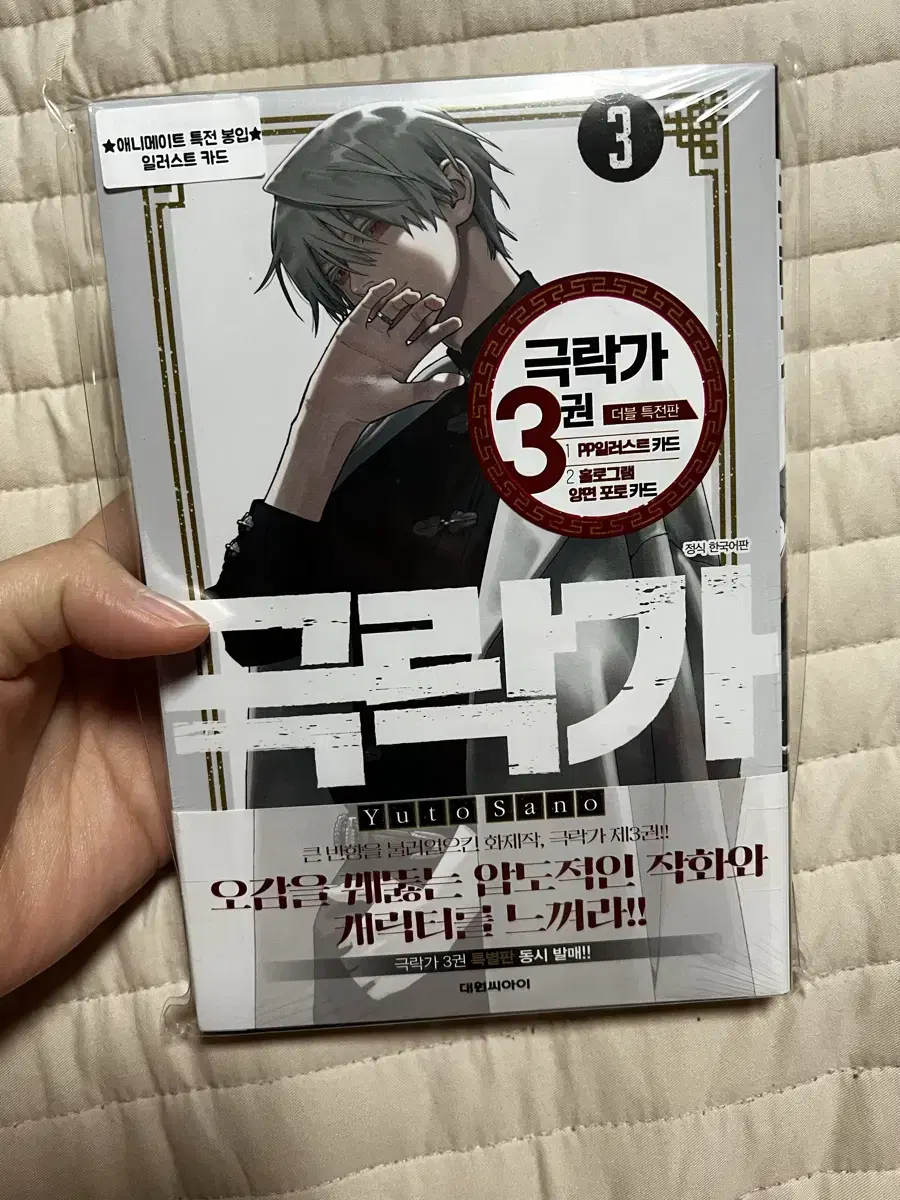 ★애니메이트 특전 봉입★
일러스트 카드
3
극락가
3권 더블 특전판
1 PP일러스트 카드
2 홀로그램
양면 포토 카드
정식 한국어판
극락가
Yuto Sano
큰 반향을 불러일으킨 화제작, 극락가 제3권!!
오감을 꿰뚫는 압도적인 작화와
캐릭터를 느껴라!!
극락가 3권 특별판 동시 발매!!
대원씨아이